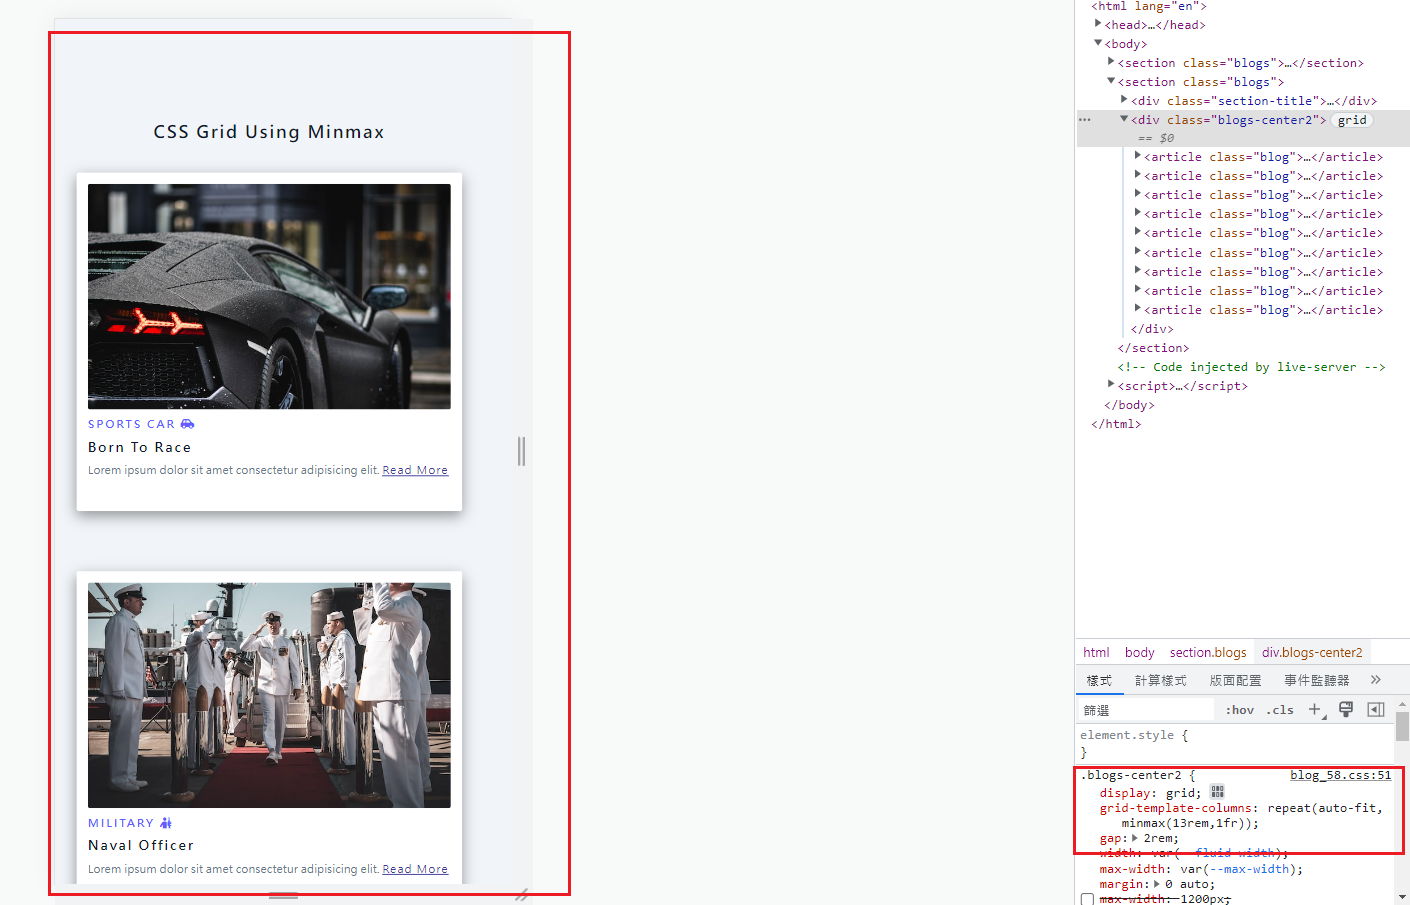 CSS Grid Using Minmax
SPORTS CAR
Born To Race
Lorem ipsum dolor sit amet consectetur adipisicing elit. Read More
MILITARY
Naval Officer
Lorem ipsum dolor sit amet consectetur adipisicing elit. Read More
<html lang="en">
<head>…</head>
<body>
<section class="blogs">…</section>
<section class="blogs">
<div class="section-title">…</div>
<div class="blogs-center2"> grid
== $0
<article class="blog">…</article>
<article class="blog">…</article>
<article class="blog">…</article>
<article class="blog">…</article>
<article class="blog">…</article>
<article class="blog">…</article>
<article class="blog">…</article>
<article class="blog">…</article>
<article class="blog">…</article>
</div>
</section>
<!-- Code injected by live-server -->
<script>…</script>
</body>
</html>
html body section.blogs div.blogs-center2
樣式 計算樣式 版面配置 事件監聽器 »
篩選 :hov .cls
element.style {
}
.blogs-center2 { blog_58.css:51
display: grid;
grid-template-columns: repeat(auto-fit,
minmax(13rem,1fr));
gap: 2rem;
width: var(--fluid-width);
max-width: var(--max-width);
margin: 0 auto;
max-width: 1200px;